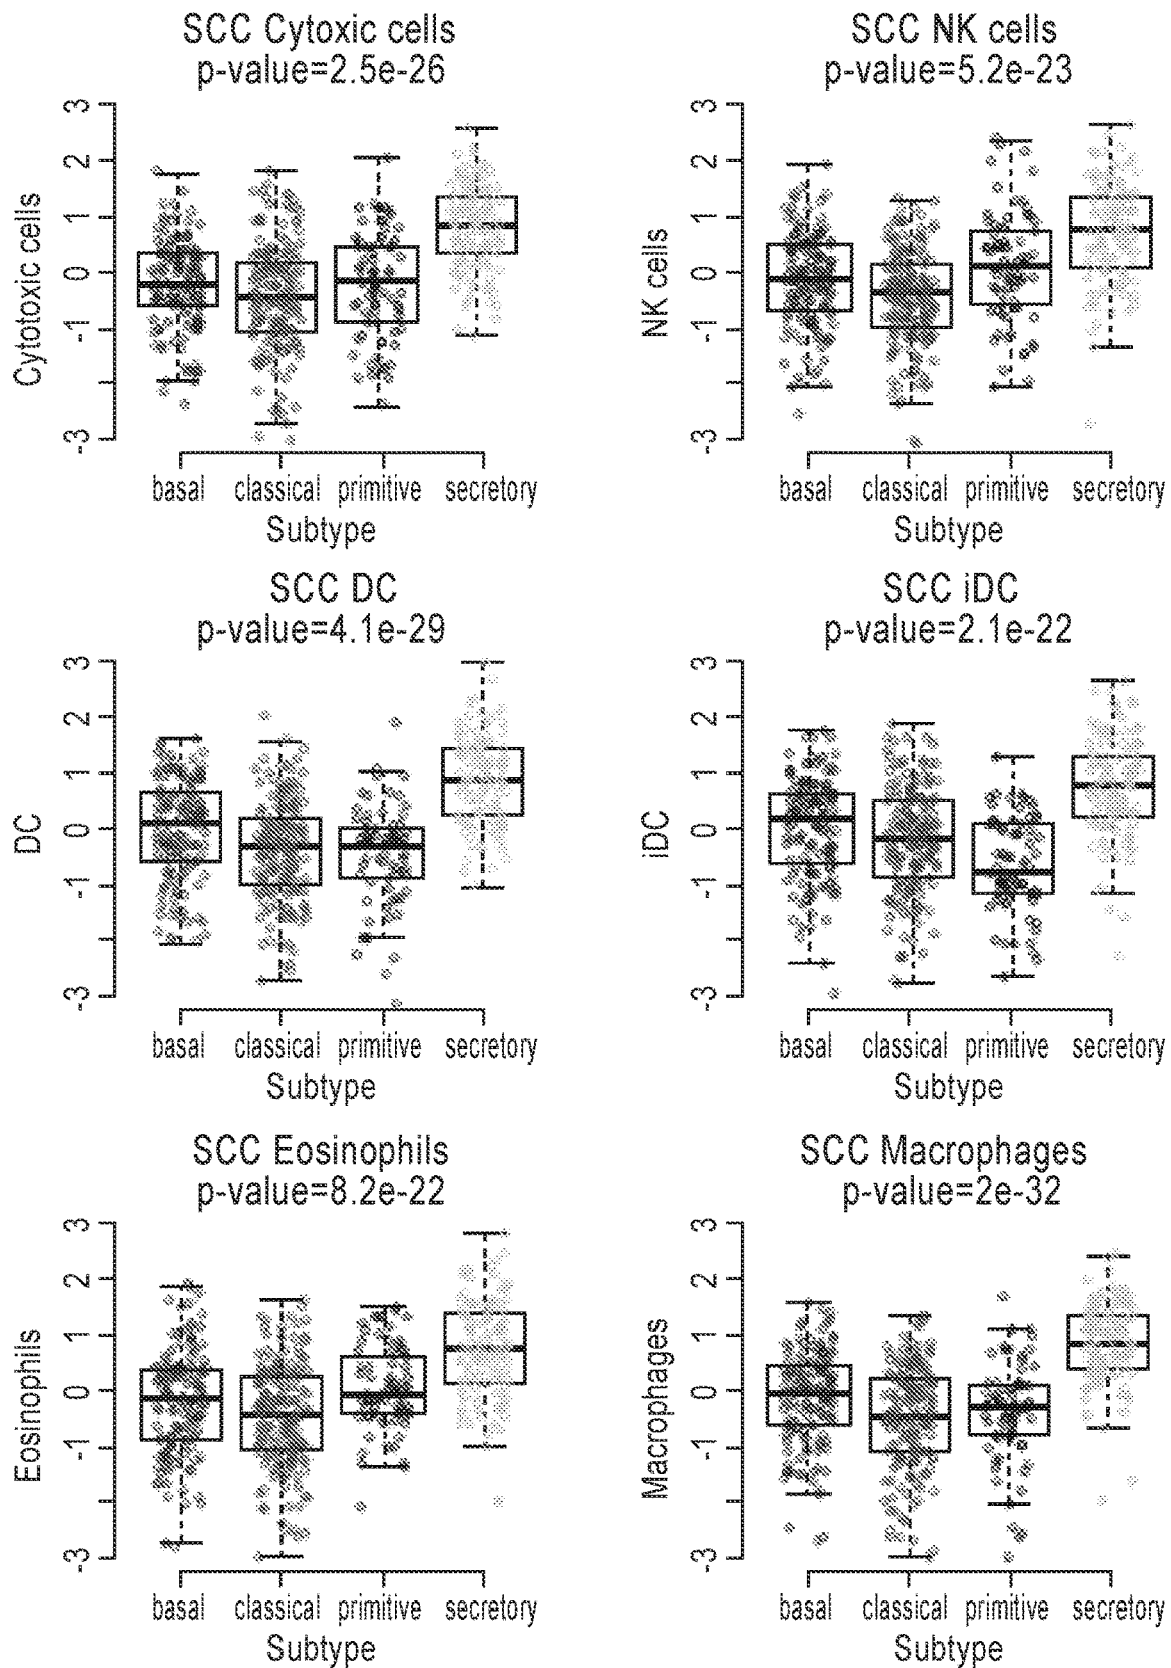 SCC Cytoxic cells
p-value=2.5e-26
Cytotoxic cells
3
2
1
0
-1
-3
basal classical primitive secretory
Subtype
SCC NK cells
p-value=5.2e-23
NK cells
3
2
1
0
-1
-3
basal classical primitive secretory
Subtype
SCC DC
p-value=4.1e-29
DC
3
2
1
0
-1
-3
basal classical primitive secretory
Subtype
SCC iDC
p-value=2.1e-22
iDC
3
2
1
0
-1
-3
basal classical primitive secretory
Subtype
SCC Eosinophils
p-value=8.2e-22
Eosinophils
3
2
1
0
-1
-3
basal classical primitive secretory
Subtype
SCC Macrophages
p-value=2e-32
Macrophages
3
2
1
0
-1
-3
basal classical primitive secretory
Subtype